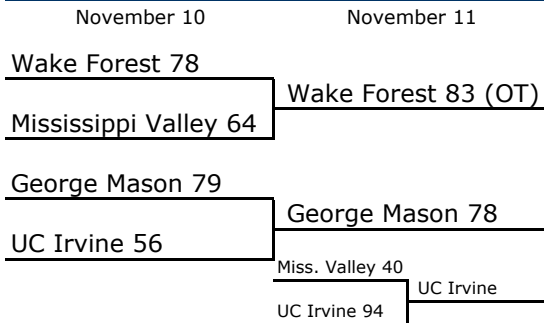 November 10
November 11
Wake Forest 78
Wake Forest 83 (OT)
Mississippi Valley 64
George Mason 79
George Mason 78
UC Irvine 56
Miss. Valley 40
UC Irvine
UC Irvine 94